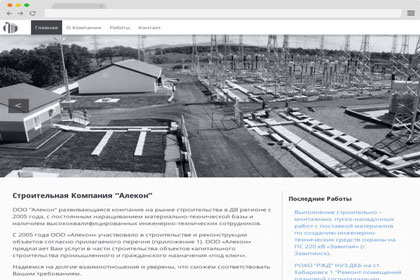 Главная О Компании Работы Контакт
<
>
Строительная Компания “Алекон”
ООО “Алекон” развивающаяся компания на рынке строительства в ДВ регионе с
2005 года, с постоянным наращиванием материально-технической базы и
наличием высококвалифицированных инженерно-технических сотрудников.
С 2005 года ООО «Алекон» участвовало в строительстве и реконструкции
объектов согласно прилагаемого перечня (приложение 1). ООО «Алекон»
предлагает Вам услуги в части строительства объектов капитального
строительства промышленного и гражданского назначения «под ключ».
Надеемся на долгие взаимоотношения и уверены, что сможем соответствовать
Вашим требованиям.
Последние Работы
Выполнение строительно –
монтажных, пуско-наладочных
работ с поставкой материалов
по созданию инженерно-
технических средств охраны на
ПС 220 кВ «Завитая» (г.
Завитинск).
РОАО “РЖД” НУЗ ДКБ на ст.
Хабаровск 1 “Ремонт помещений